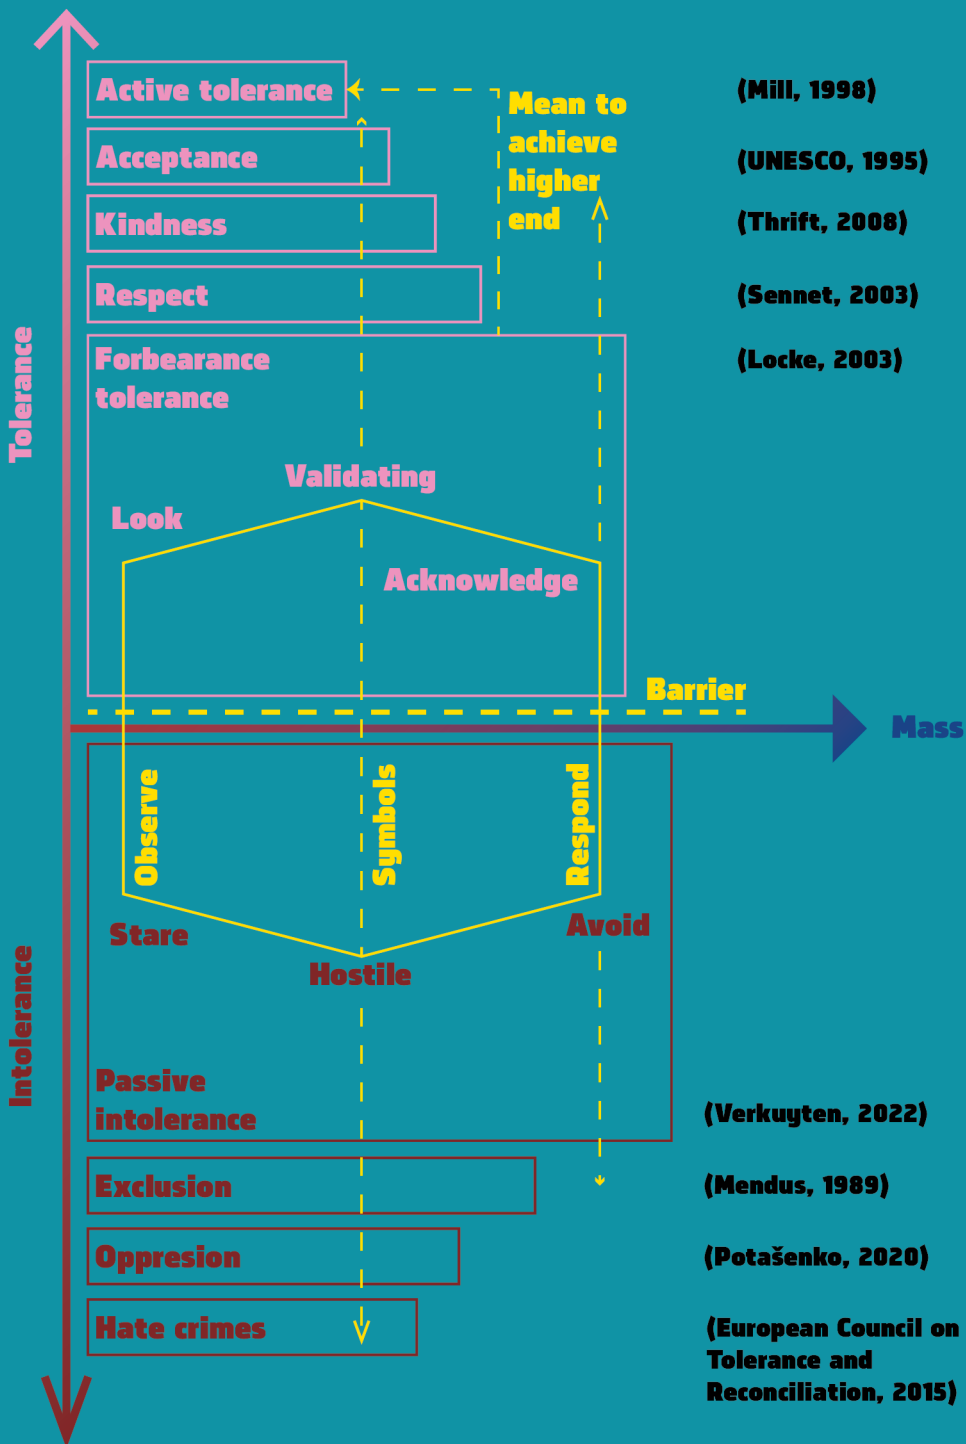 Active tolerance
(Mill, 1998)
Mean to
achieve
higher
end
Acceptance
(UNESCO, 1995)
Kindness
(Thrift, 2008)
Respect
(Sennet, 2003)
Tolerance
Forbearance
tolerance
(Locke, 2003)
Validating
Look
Acknowledge
Barrier
Mass
Observe
Symbols
Respond
Stare
Avoid
Hostile
Intolerance
Passive
intolerance
(Verkuyten, 2022)
Exclusion
(Mendus, 1989)
Oppresion
(Potašenko, 2020)
Hate crimes
(European Council on
Tolerance and
Reconciliation, 2015)